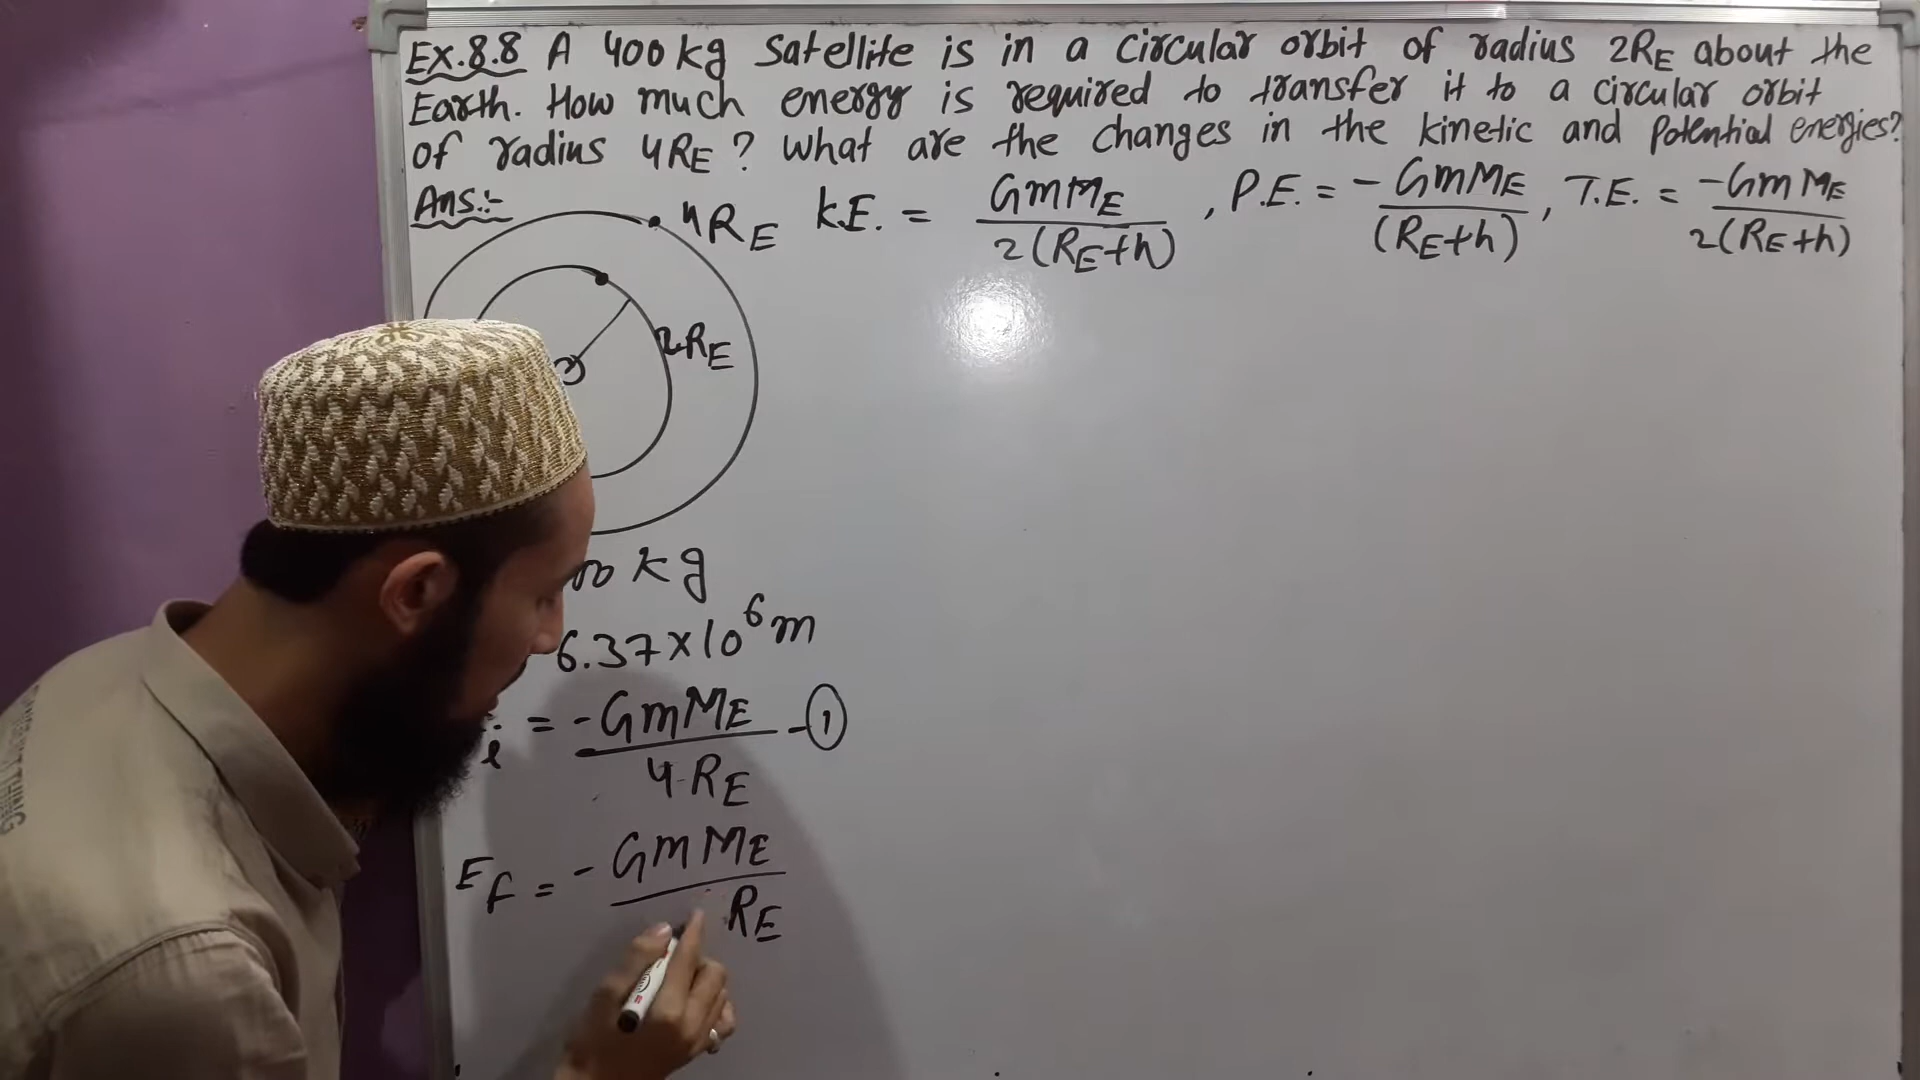 Ex.8.8 A 400 kg Satellite is in a circular orbit of radius 2RE about the
Earth. How much energy is required to transfer it to a circular orbit
of radius 4RE? What are the changes in the kinetic and potential energies?
Ans:-
4RE
K.E. = GmME / 2(RE+h) , P.E. = -GmME / (RE+h) , T.E. = -GmME / 2(RE+h)
2RE
kg
6.37×10⁶m
i = -GmME / 4RE -①
Ef = -GmME / RE